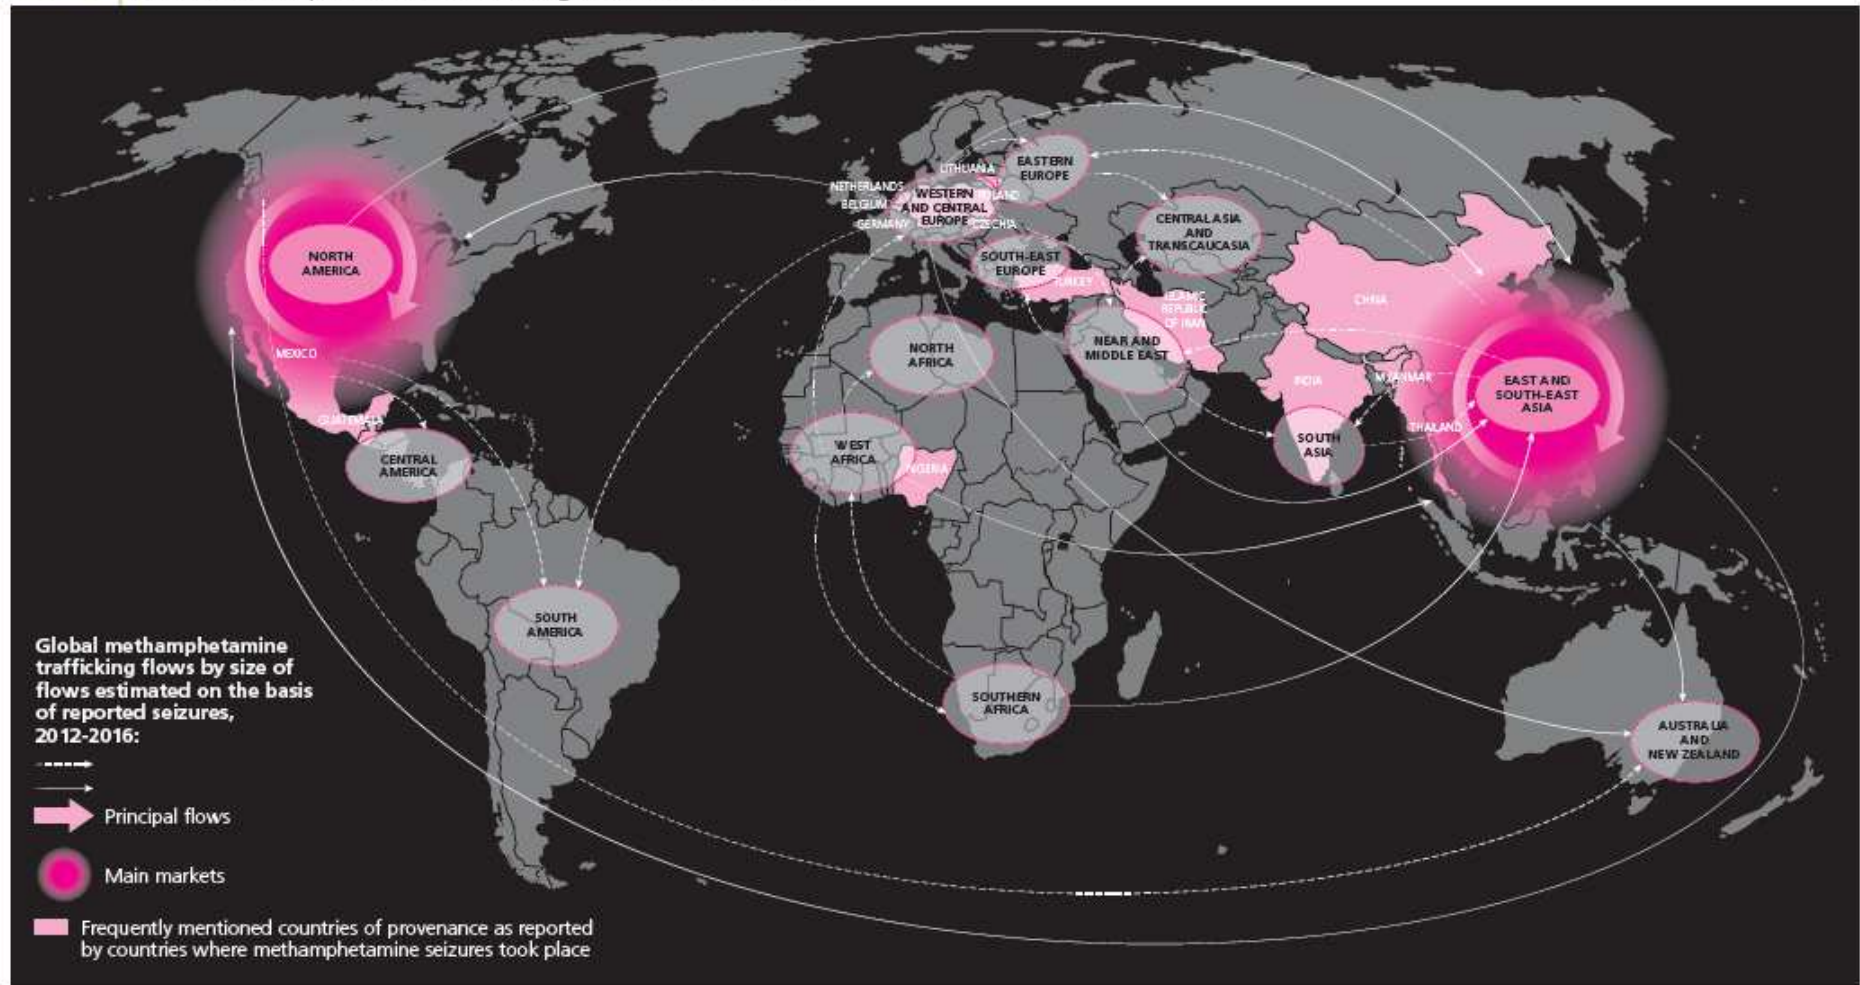 LITHUANIA
EASTERN
EUROPE
NETHERLANDS
BELGIUM
WESTERN
AND CENTRAL
EUROPE
GERMANY
CZECHIA
CENTRAL ASIA
AND
TRANSCAUCASIA
NORTH
AMERICA
SOUTH-EAST
EUROPE
TURKEY
ISLAMIC
REPUBLIC
OF IRAN
CHINA
MEXICO
NORTH
AFRICA
NEAR AND
MIDDLE EAST
INDIA
MYANMAR
EAST AND
SOUTH-EAST
ASIA
GUATEMALA
THAILAND
CENTRAL
AMERICA
WEST
AFRICA
NIGERIA
SOUTH
ASIA
SOUTH
AMERICA
SOUTHERN
AFRICA
AUSTRALIA
AND
NEW ZEALAND
Global methamphetamine
trafficking flows by size of
flows estimated on the basis
of reported seizures,
2012-2016:
Principal flows
Main markets
Frequently mentioned countries of provenance as reported
by countries where methamphetamine seizures took place